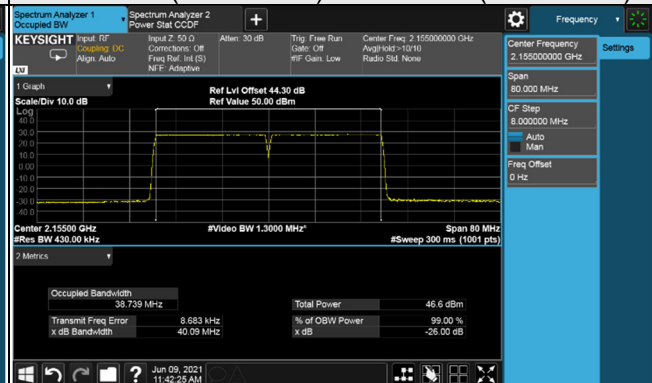 Spectrum Analyzer 1
Occupied BW
Spectrum Analyzer 2
Power Stat CCDF
+
Frequency
KEYSIGHT
Input: RF
Coupling: DC
Align: Auto
Input Z: 50 Ω
Corrections: Off
Freq Ref: Int (S)
NFE: Adaptive
Atten: 30 dB
Trig: Free Run
Gate: Off
#IF Gain: Low
Center Freq: 2.155000000 GHz
Avg|Hold:>10/10
Radio Std: None
LXI
Center Frequency
2.155000000 GHz
Settings
Span
80.000 MHz
CF Step
8.000000 MHz
Auto
Man
Freq Offset
0 Hz
1 Graph
Scale/Div 10.0 dB
Ref Lvl Offset 44.30 dB
Ref Value 50.00 dBm
Log
40.0
30.0
20.0
10.0
0.00
-10.0
-20.0
-30.0
-40.0
Center 2.15500 GHz
#Res BW 430.00 kHz
#Video BW 1.3000 MHz*
Span 80 MHz
#Sweep 300 ms (1001 pts)
2 Metrics
Occupied Bandwidth
38.739 MHz
Total Power 46.6 dBm
Transmit Freq Error 8.683 kHz
% of OBW Power 99.00 %
x dB Bandwidth 40.09 MHz
x dB -26.00 dB
?
Jun 09, 2021
11:42:25 AM